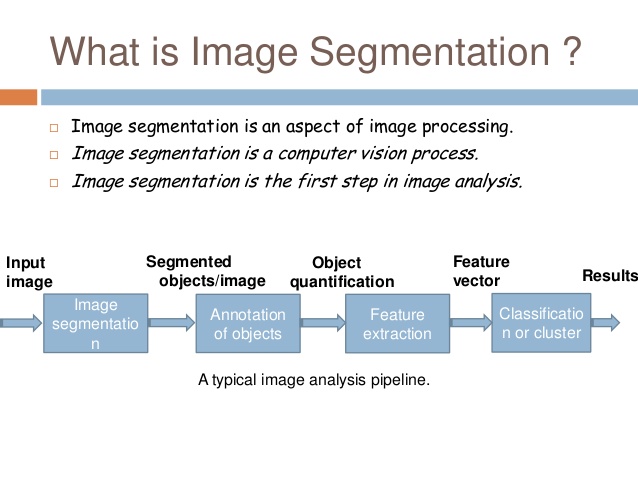 What is Image Segmentation ?
Image segmentation is an aspect of image processing.
Image segmentation is a computer vision process.
Image segmentation is the first step in image analysis.
Input
image
Image
segmentatio
n
Segmented
objects/image
Annotation
of objects
Object
quantification
Feature
extraction
Feature
vector
Classificatio
n or cluster
Results
A typical image analysis pipeline.